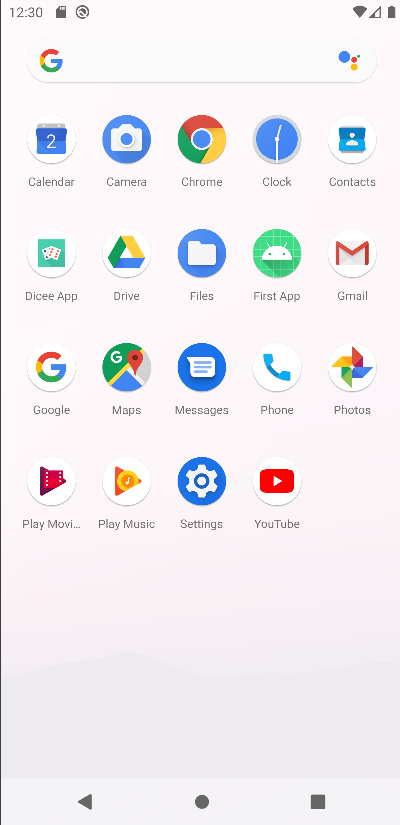 12:30
G
Calendar Camera Chrome Clock Contacts
2
Dicee App Drive Files First App Gmail
G G
Google Maps Messages Phone Photos
Play Movi... Play Music Settings YouTube